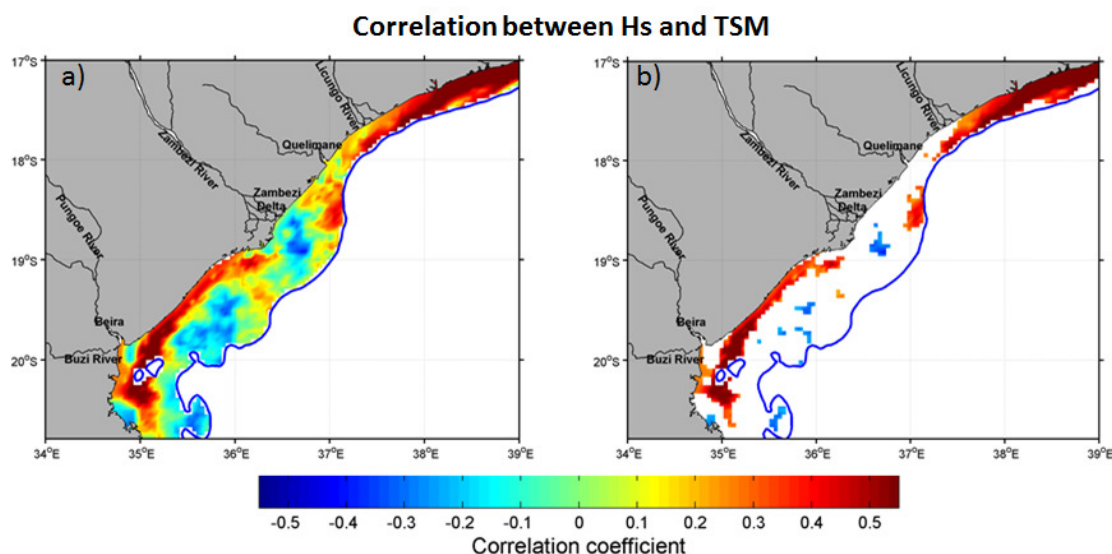 Correlation between Hs and TSM
a)
17°S
18°S
19°S
20°S
34°E
35°E
36°E
37°E
38°E
39°E
Licungo River
Quelimane
Zambezi River
Zambezi
Delta
Pungoe River
Beira
Buzi River
b)
17°S
18°S
19°S
20°S
34°E
35°E
36°E
37°E
38°E
39°E
Licungo River
Quelimane
Zambezi River
Zambezi
Delta
Pungoe River
Beira
Buzi River
-0.5 -0.4 -0.3 -0.2 -0.1 0 0.1 0.2 0.3 0.4 0.5
Correlation coefficient